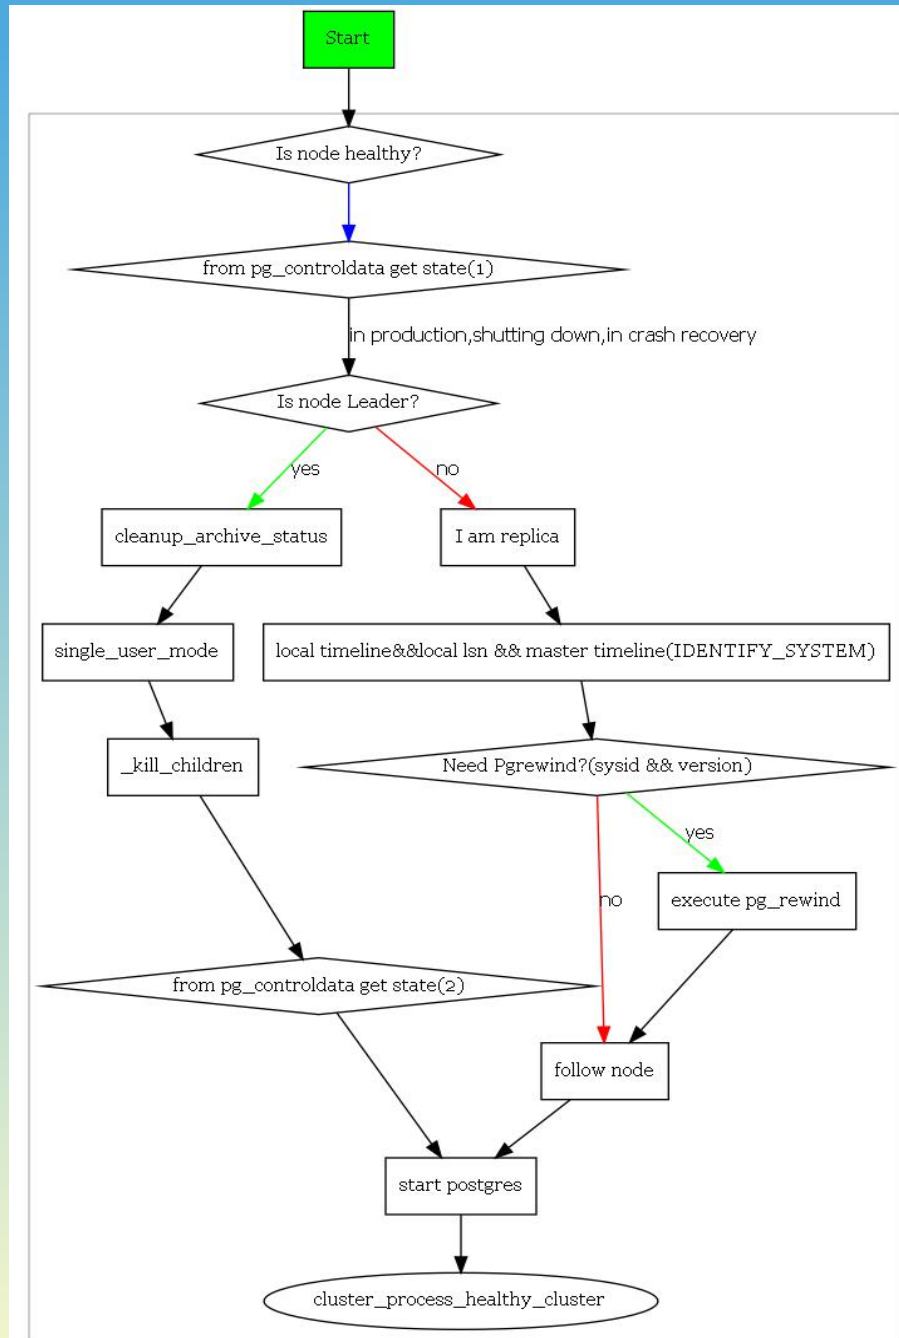 Start
Is node healthy?
from pg_controldata get state(1)
in production,shutting down,in crash recovery
Is node Leader?
yes
no
cleanup_archive_status
I am replica
single_user_mode
local timeline&&local lsn && master timeline(IDENTIFY_SYSTEM)
_kill_children
Need Pgrewind?(sysid && version)
yes
no
execute pg_rewind
from pg_controldata get state(2)
follow node
start postgres
cluster_process_healthy_cluster